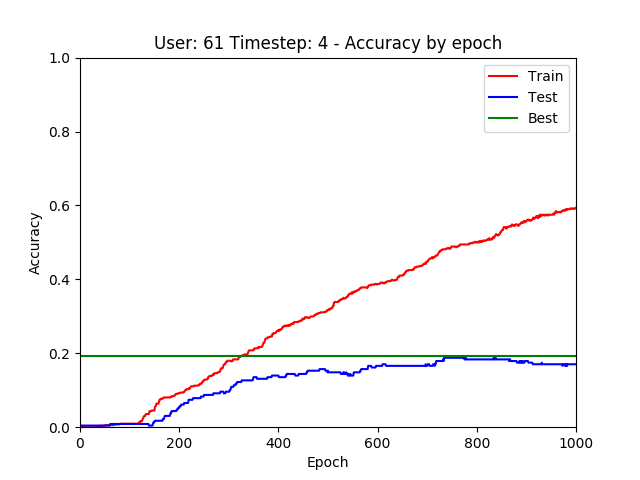 User: 61 Timestep: 4 - Accuracy by epoch
1.0
0.8
0.6
0.4
0.2
0.0
Accuracy
Train
Test
Best
0 200 400 600 800 1000
Epoch